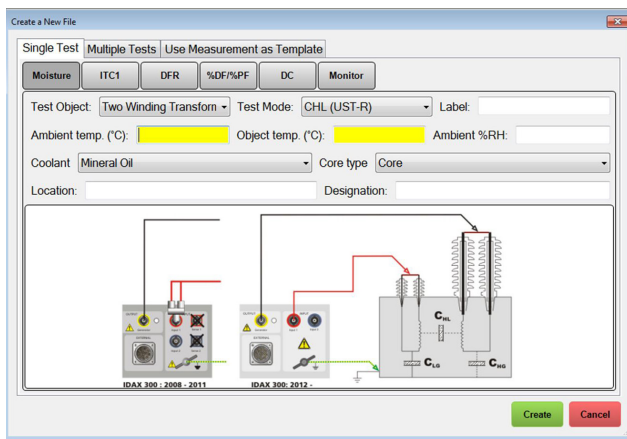 Create a New File
Single Test Multiple Tests Use Measurement as Template
Moisture ITC1 DFR %DF/%PF DC Monitor
Test Object: Two Winding Transforn Test Mode: CHL (UST-R) Label:
Ambient temp. (°C): Object temp. (°C): Ambient %RH:
Coolant Mineral Oil Core type Core
Location: Designation:
CHL
CLG CHG
IDAX 300 : 2008 - 2011 IDAX 300: 2012 -
Create Cancel